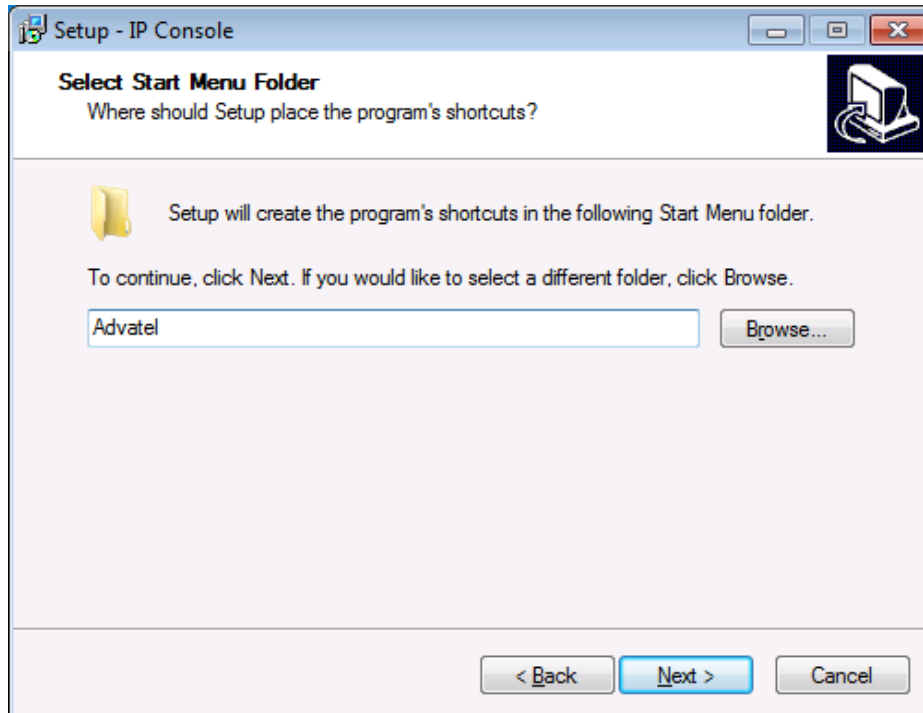 Setup - IP Console
Select Start Menu Folder
Where should Setup place the program's shortcuts?
Setup will create the program's shortcuts in the following Start Menu folder.
To continue, click Next. If you would like to select a different folder, click Browse.
Advatel
Browse...
< Back
Next >
Cancel